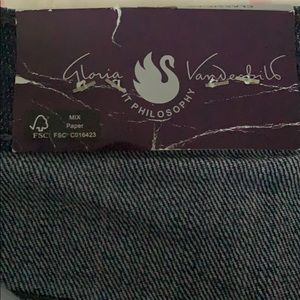 Gloria Vanderbilt
FIT PHILOSOPHY
MIX
Paper
FSC
FSC® C016423